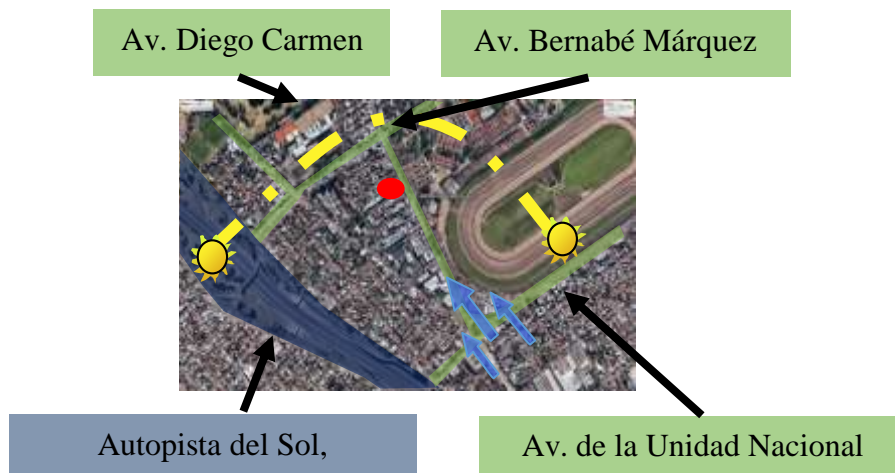 Av. Diego Carmen
Av. Bernabé Márquez
Autopista del Sol,
Av. de la Unidad Nacional